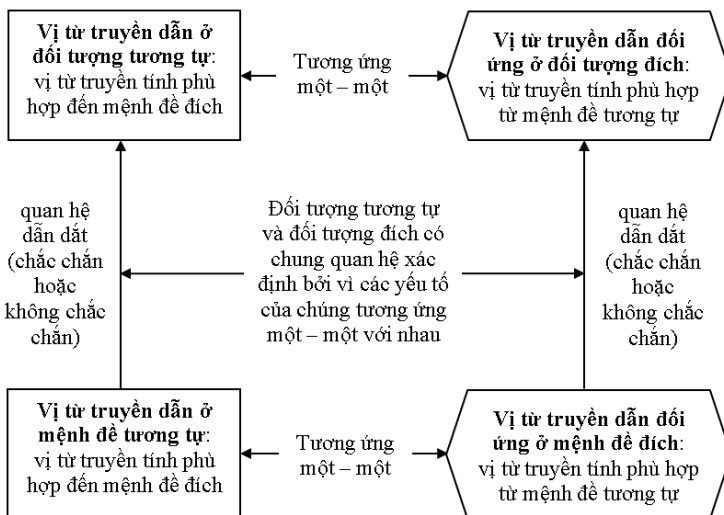 Vị từ truyền dẫn ở
đối tượng tương tự:
vị từ truyền tính phù
hợp đến mệnh đề đích
Tương ứng
một – một
Vị từ truyền dẫn đối
ứng ở đối tượng đích:
vị từ truyền tính phù hợp
từ mệnh đề tương tự
quan hệ
dẫn dắt
(chắc chắn
hoặc
không chắc
chắn)
Đối tượng tương tự
và đối tượng đích có
chung quan hệ xác
định bởi vì các yếu tố
của chúng tương ứng
một – một với nhau
quan hệ
dẫn dắt
(chắc chắn
hoặc
không chắc
chắn)
Vị từ truyền dẫn ở
mệnh đề tương tự:
vị từ truyền tính phù
hợp đến mệnh đề đích
Tương ứng
một – một
Vị từ truyền dẫn đối
ứng ở mệnh đề đích:
vị từ truyền tính phù hợp
từ mệnh đề tương tự